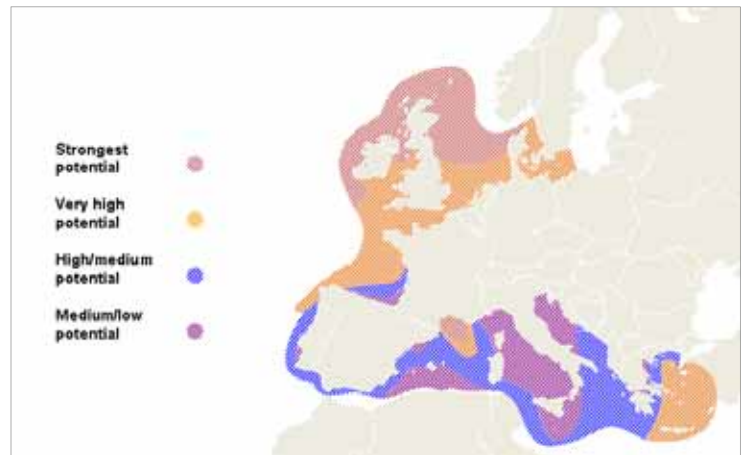 Strongest
potential
Very high
potential
High/medium
potential
Medium/low
potential